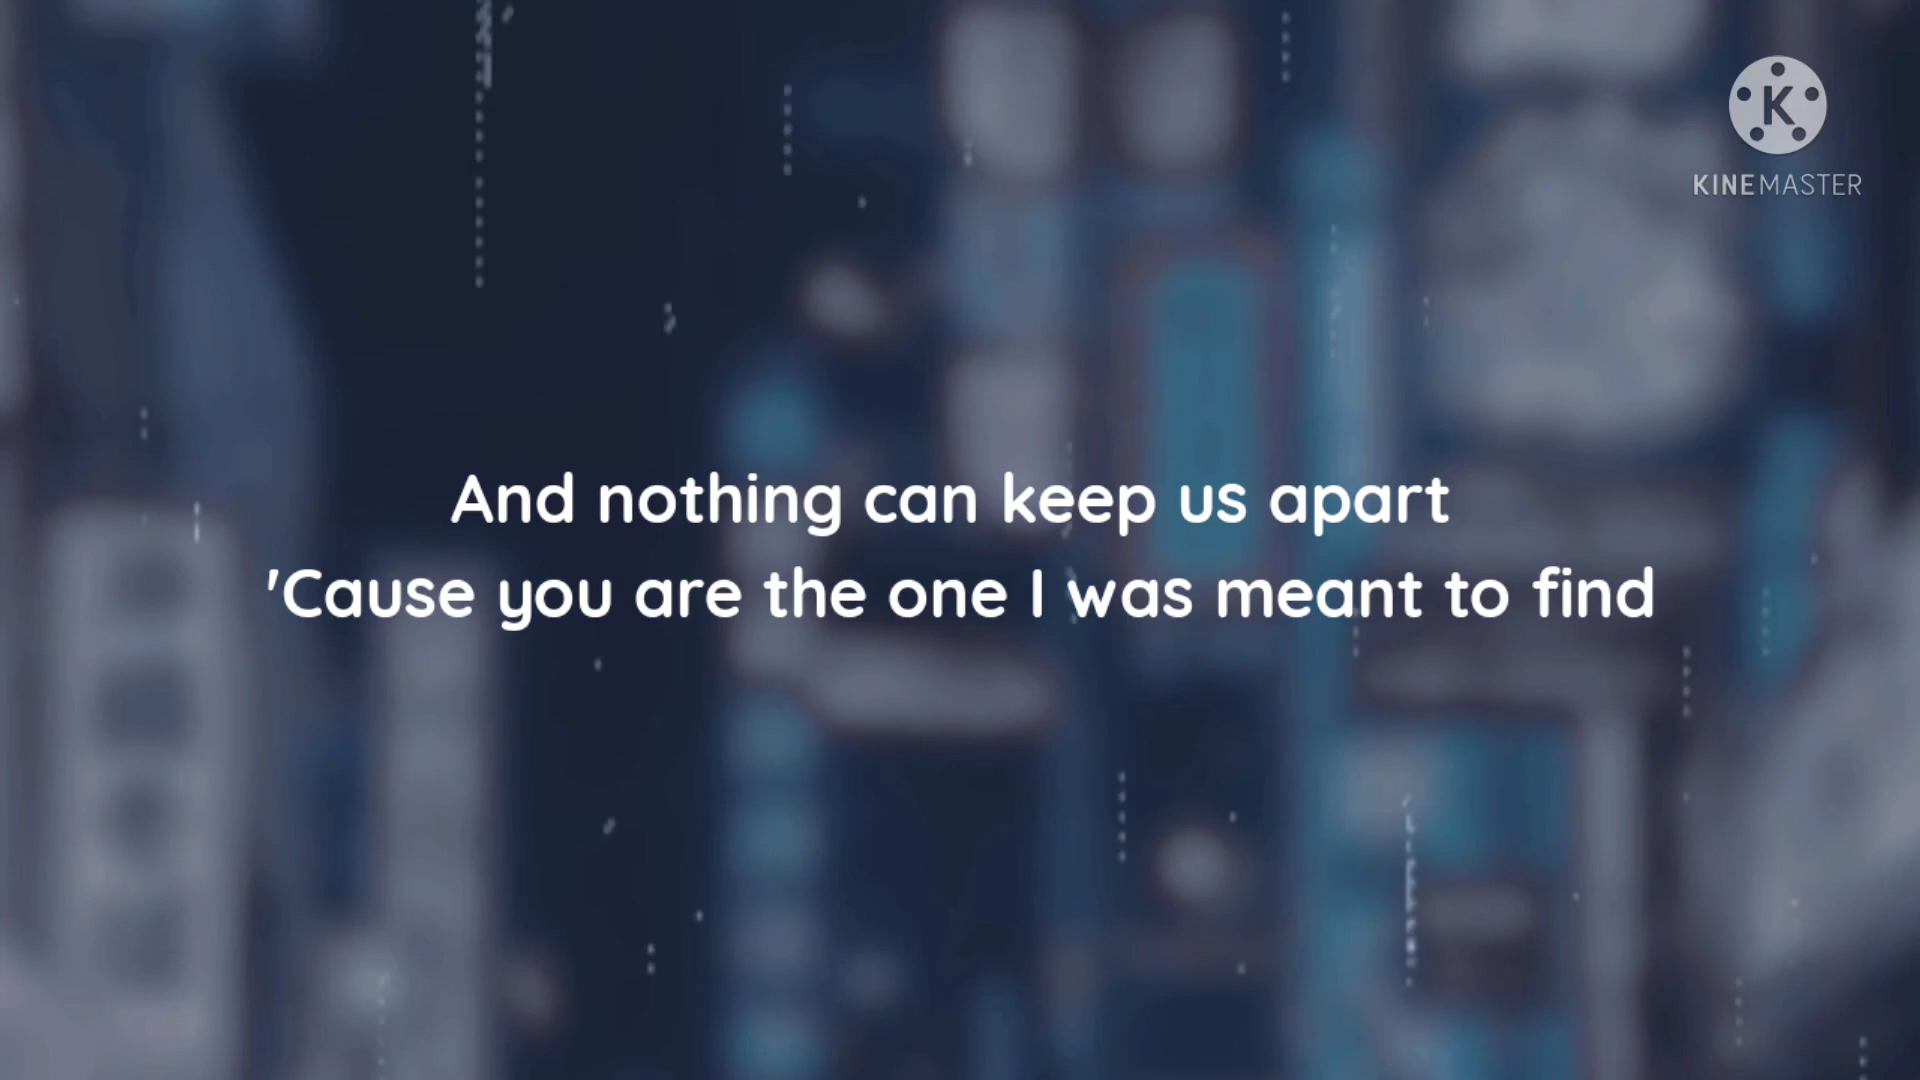 KINEMASTER
And nothing can keep us apart
'Cause you are the one I was meant to find